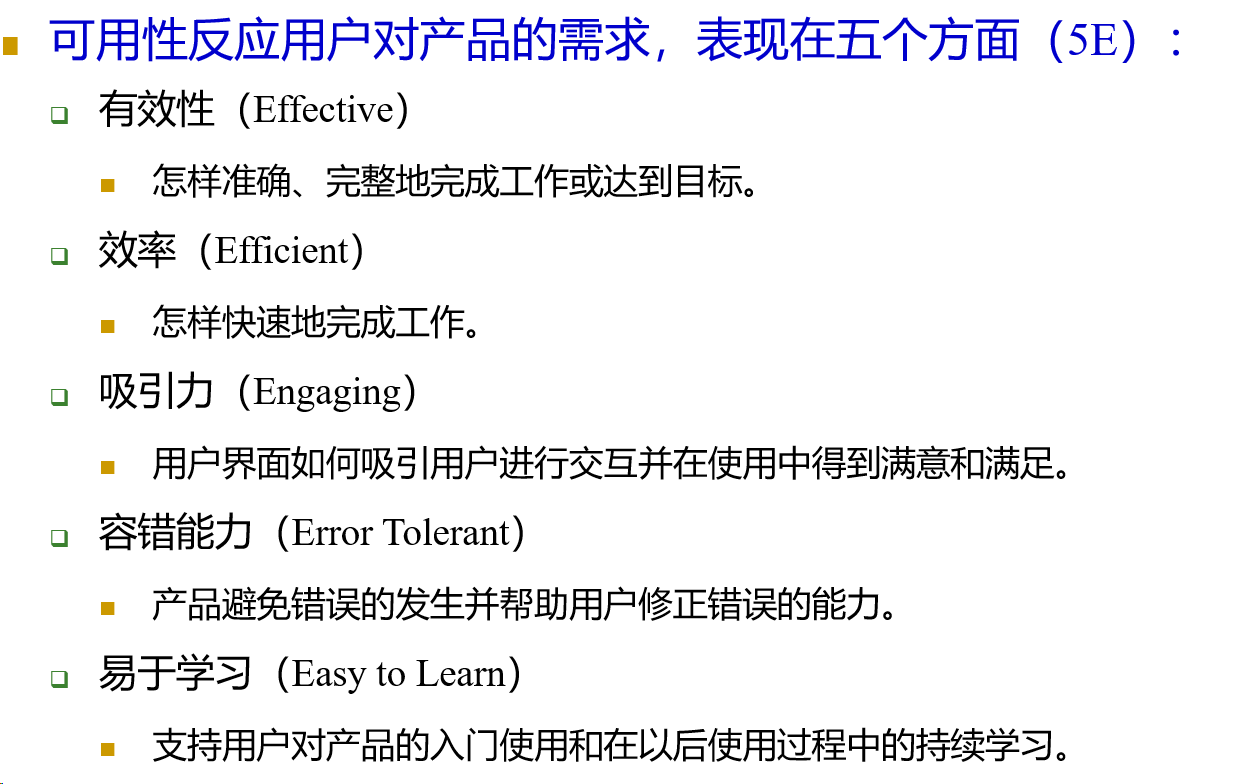 可用性反应用户对产品的需求，表现在五个方面（5E）:
有效性（Effective）
怎样准确、完整地完成工作或达到目标。
效率（Efficient）
怎样快速地完成工作。
吸引力（Engaging）
用户界面如何吸引用户进行交互并在使用中得到满意和满足。
容错能力（Error Tolerant）
产品避免错误的发生并帮助用户修正错误的能力。
易于学习（Easy to Learn）
支持用户对产品的入门使用和在以后使用过程中的持续学习。